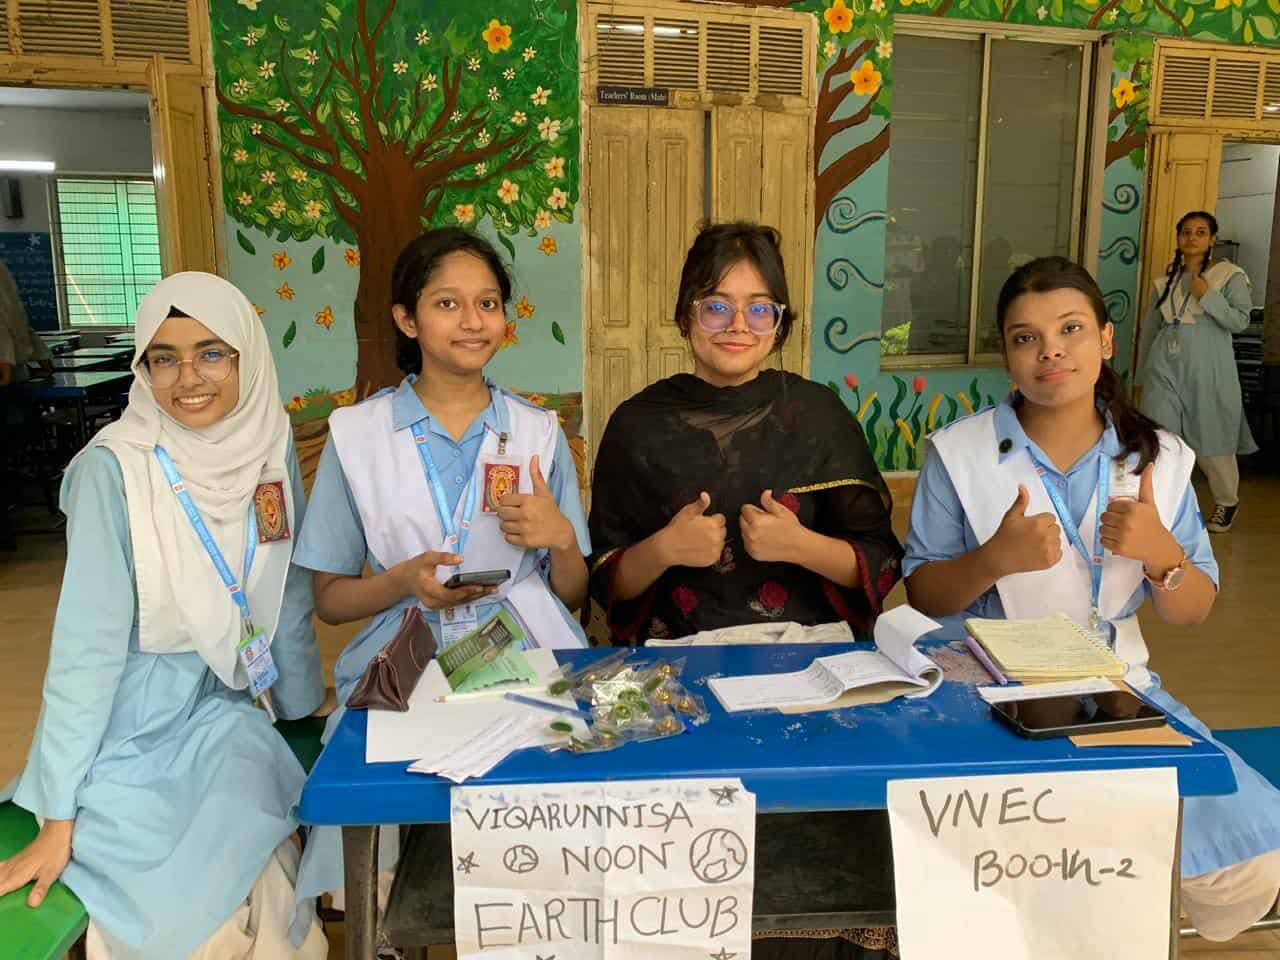 Teachers' Room (Male)
VIQARUNNISA
NOON
EARTH CLUB
VNEC
BOOth-2